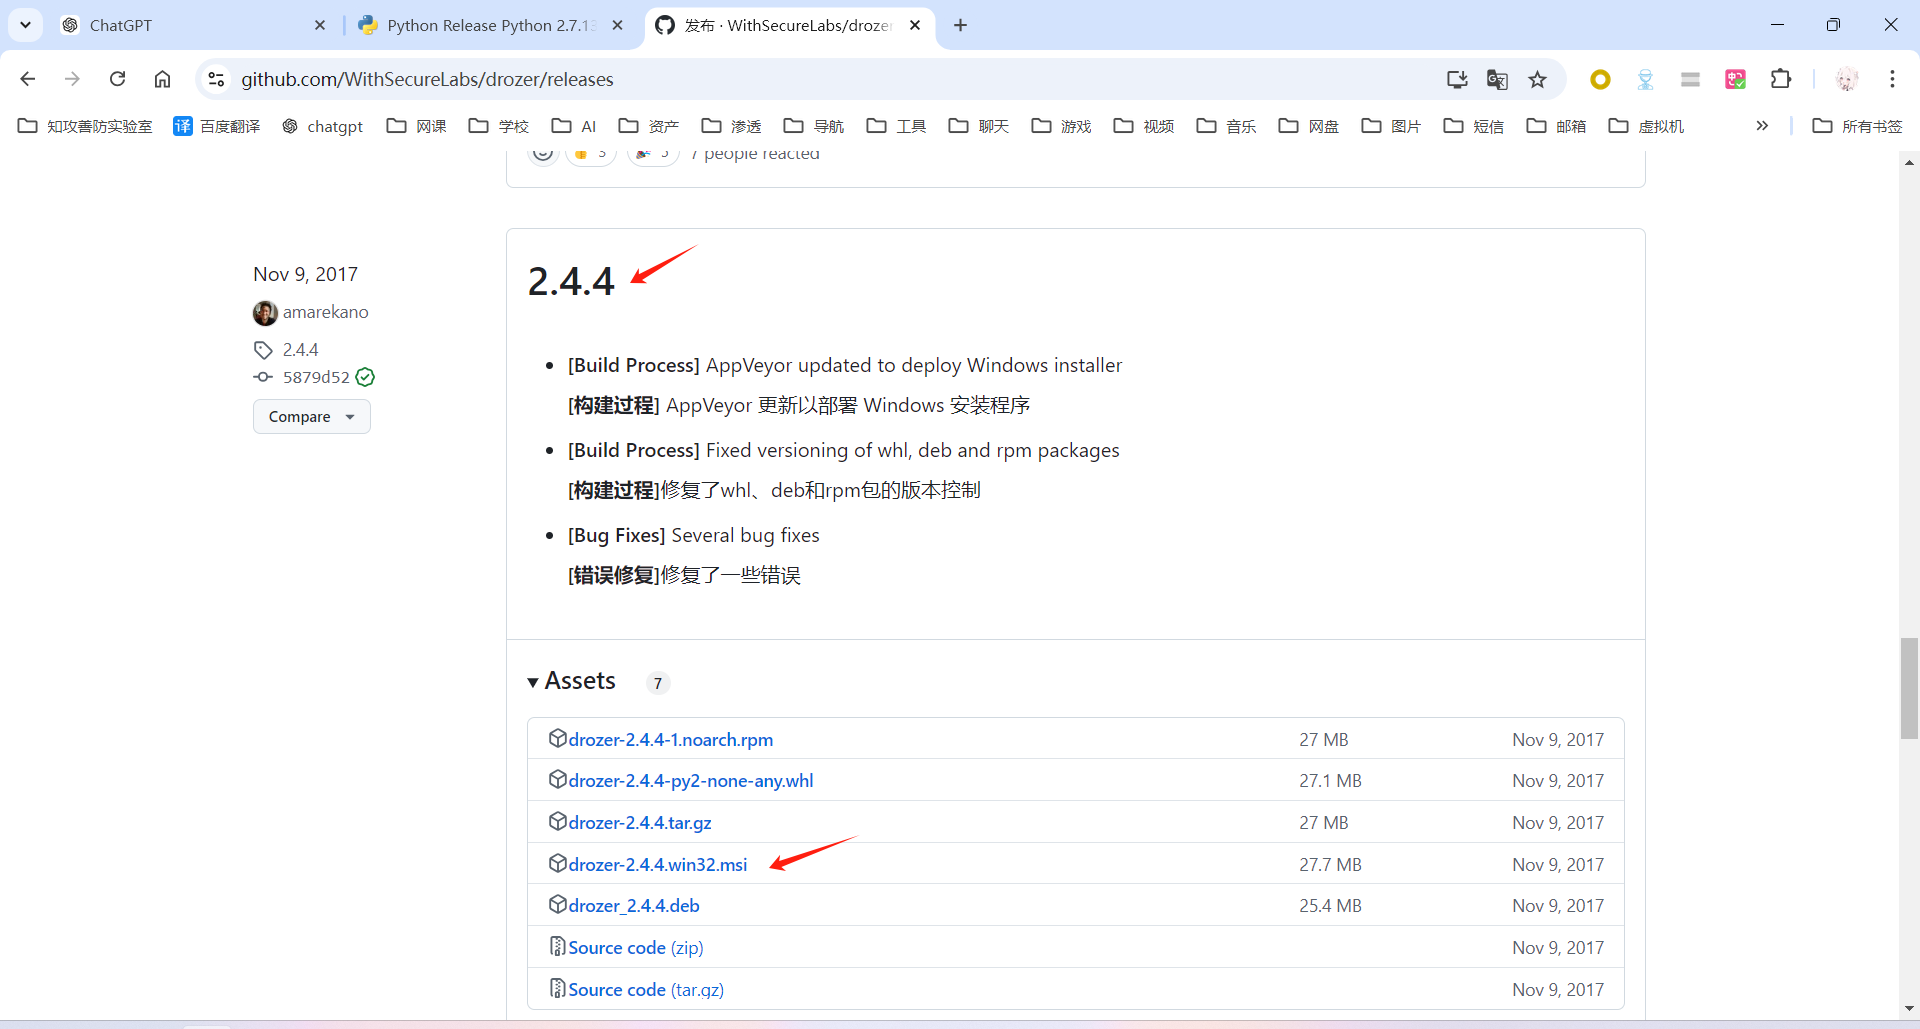 ChatGPT
Python Release Python 2.7.13
发布 · WithSecureLabs/drozer
github.com/WithSecureLabs/drozer/releases
知攻善防实验室 译 百度翻译 chatgpt 网课 学校 AI 资产 渗透 导航 工具 聊天 游戏 视频 音乐 网盘 图片 短信 邮箱 虚拟机 » 所有书签
3 5 7 people reacted
Nov 9, 2017
amarekano
2.4.4
5879d52
Compare
2.4.4
[Build Process] AppVeyor updated to deploy Windows installer
[构建过程] AppVeyor 更新以部署 Windows 安装程序
[Build Process] Fixed versioning of whl, deb and rpm packages
[构建过程]修复了whl、deb和rpm包的版本控制
[Bug Fixes] Several bug fixes
[错误修复]修复了一些错误
Assets 7
drozer-2.4.4-1.noarch.rpm 27 MB Nov 9, 2017
drozer-2.4.4-py2-none-any.whl 27.1 MB Nov 9, 2017
drozer-2.4.4.tar.gz 27 MB Nov 9, 2017
drozer-2.4.4.win32.msi 27.7 MB Nov 9, 2017
drozer_2.4.4.deb 25.4 MB Nov 9, 2017
Source code (zip) Nov 9, 2017
Source code (tar.gz) Nov 9, 2017